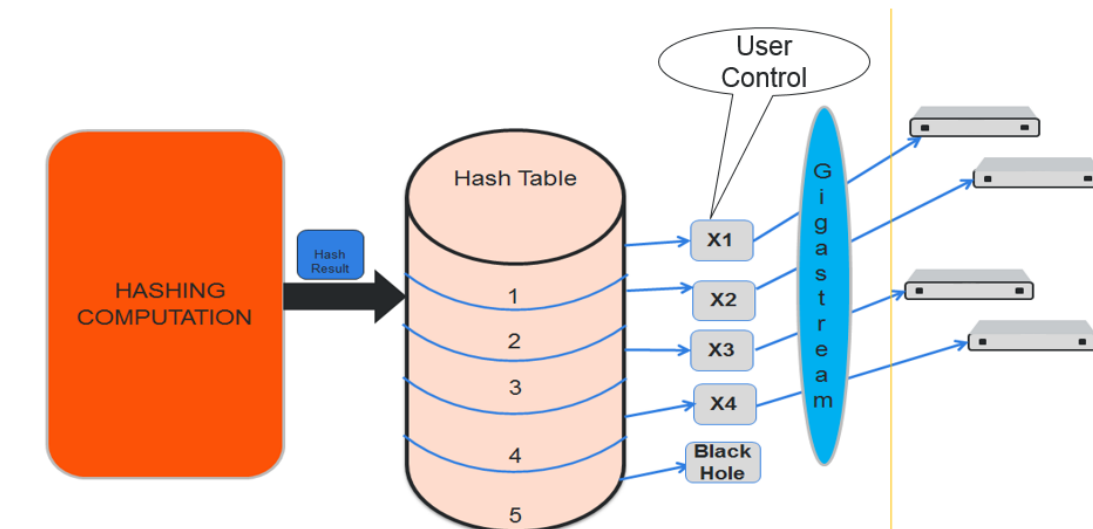 User
Control
Hash Table
HASHING
COMPUTATION
Hash
Result
1
2
3
4
5
X1
X2
X3
X4
Black
Hole
Gigastream